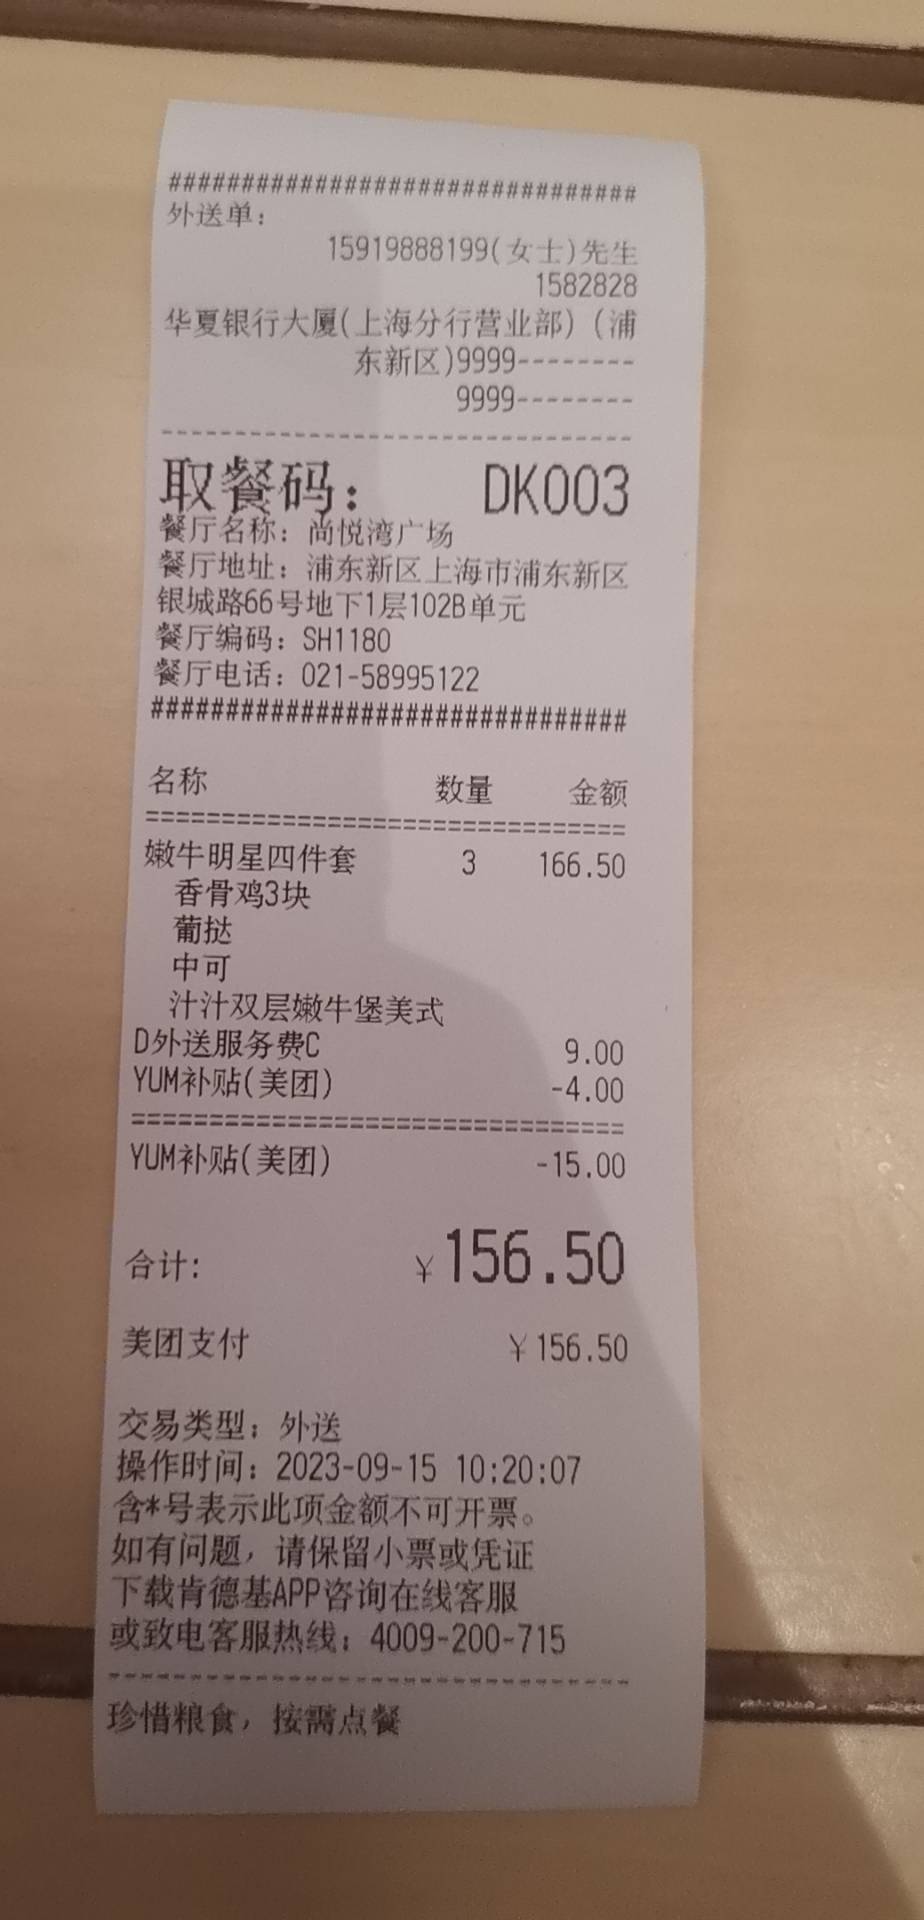 ################################
外送单:
15919888199(女士)先生
1582828
华夏银行大厦(上海分行营业部)(浦
东新区)9999--------
9999--------
--------------------------------
取餐码: DK003
餐厅名称: 尚悦湾广场
餐厅地址: 浦东新区上海市浦东新区
银城路66号地下1层102B单元
餐厅编码: SH1180
餐厅电话: 021-58995122
################################
名称 数量 金额
================================
嫩牛明星四件套 3 166.50
香骨鸡3块
葡挞
中可
汁汁双层嫩牛堡美式
D外送服务费C 9.00
YUM补贴(美团) -4.00
================================
YUM补贴(美团) -15.00
合计: ￥156.50
美团支付 ￥156.50
交易类型: 外送
操作时间: 2023-09-15 10:20:07
含*号表示此项金额不可开票。
如有问题, 请保留小票或凭证
下载肯德基APP咨询在线客服
或致电客服热线: 4009-200-715
--------------------------------
珍惜粮食, 按需点餐